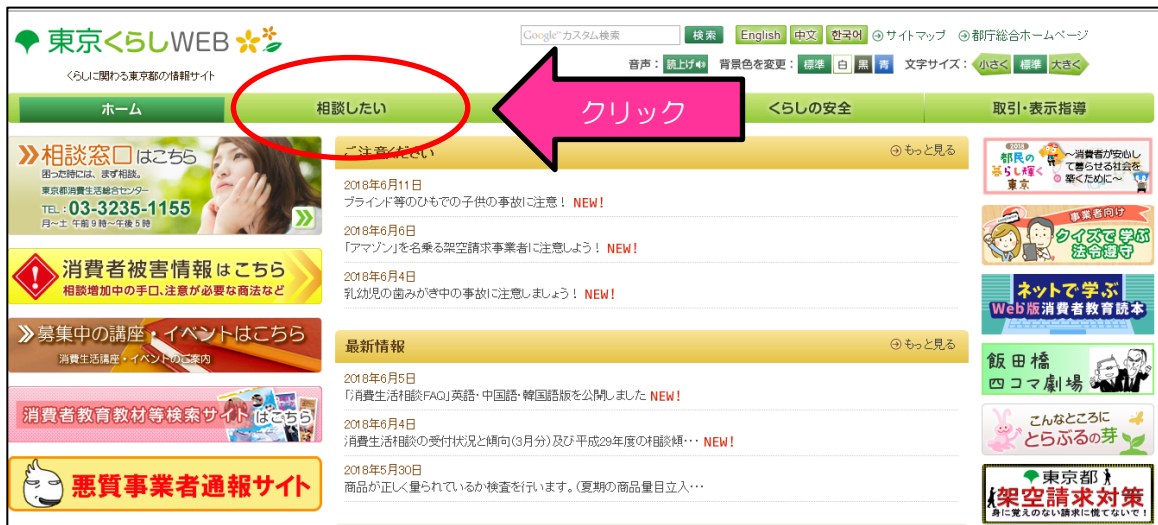 東京くらしWEB
くらしに関わる東京都の情報サイト
Google™ カスタム検索
検索
English 中文 한국어 サイトマップ 都庁総合ホームページ
音声： 読上げ 背景色を変更： 標準 白 黒 青 文字サイズ： 小さく 標準 大きく
ホーム
相談したい
クリック
くらしの安全
取引・表示指導
相談窓口はこちら
困った時には、まず相談。
東京都消費生活総合センター
TEL：03-3235-1155
月～土 午前9時～午後5時
消費者被害情報はこちら
相談増加中の手口、注意が必要な商法など
募集中の講座・イベントはこちら
消費生活講座・イベントのご案内
消費者教育教材等検索サイト はこちら
悪質事業者通報サイト
ご注意ください
もっと見る
2018年6月11日
ブラインド等のひもでの子供の事故に注意！ NEW!
2018年6月6日
「アマゾン」を名乗る架空請求事業者に注意しよう！ NEW!
2018年6月4日
乳幼児の歯みがき中の事故に注意しましょう！ NEW!
最新情報
もっと見る
2018年6月5日
「消費生活相談FAQ」英語・中国語・韓国語版を公開しました NEW!
2018年6月4日
消費生活相談の受付状況と傾向(3月分)及び平成29年度の相談傾… NEW!
2018年5月30日
商品が正しく量られているか検査を行います。（夏期の商品量目立入…
2018
都民の
暮らし輝く
東京
～消費者が安心し
て暮らせる社会を
築くために～
事業者向け
クイズで学ぶ
法令遵守
ネットで学ぶ
Web版消費者教育読本
飯田橋
四コマ劇場
こんなところに
とらぶるの芽
東京都
架空請求対策
身に覚えのない請求に慌てないで！